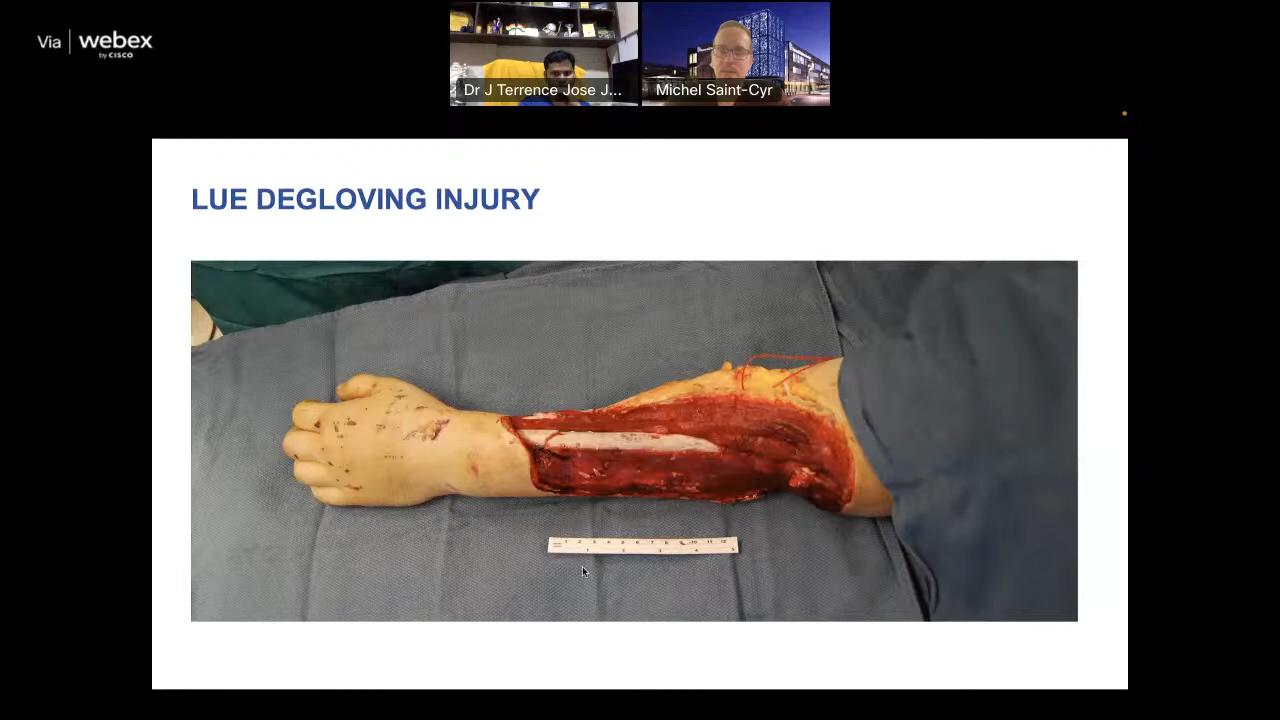 Via webex
by CISCO
Dr J Terrence Jose J...
Michel Saint-Cyr
LUE DEGLOVING INJURY